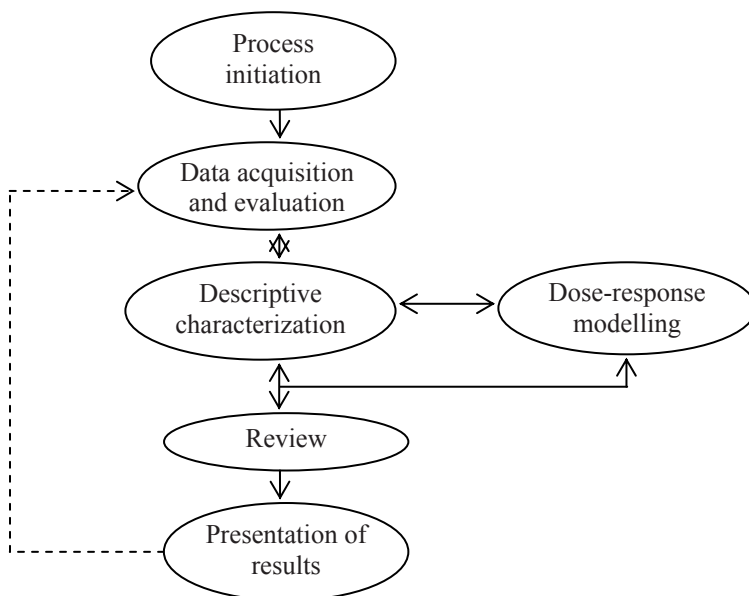 Process
initiation
Data acquisition
and evaluation
Descriptive
characterization
Dose-response
modelling
Review
Presentation of
results